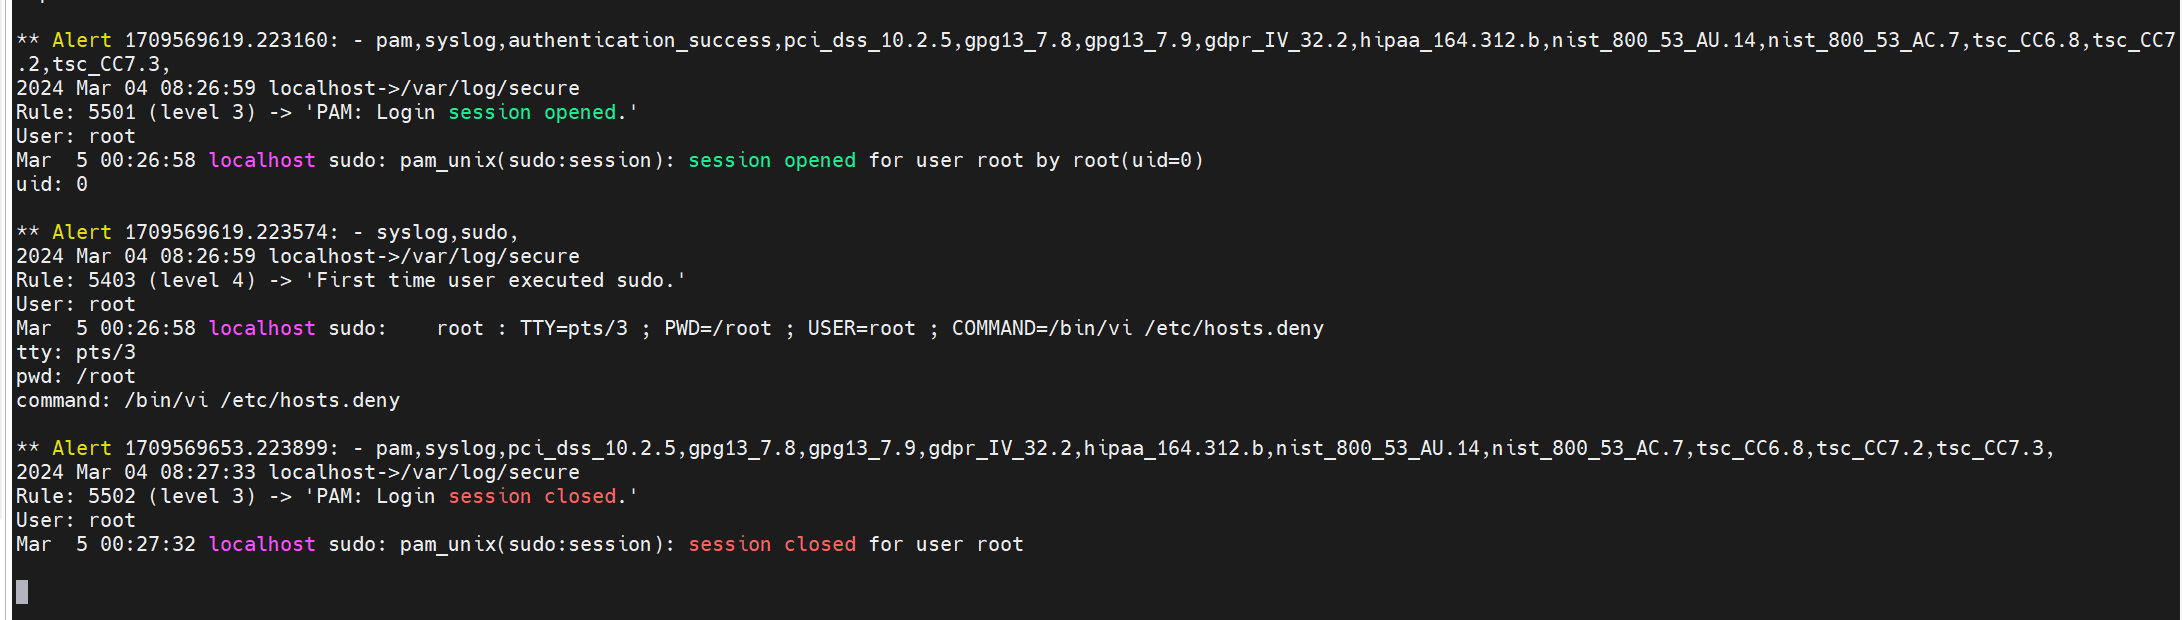 ** Alert 1709569619.223160: - pam,syslog,authentication_success,pci_dss_10.2.5,gpg13_7.8,gpg13_7.9,gdpr_IV_32.2,hipaa_164.312.b,nist_800_53_AU.14,nist_800_53_AC.7,tsc_CC6.8,tsc_CC7
.2,tsc_CC7.3,
2024 Mar 04 08:26:59 localhost->/var/log/secure
Rule: 5501 (level 3) -> 'PAM: Login session opened.'
User: root
Mar  5 00:26:58 localhost sudo: pam_unix(sudo:session): session opened for user root by root(uid=0)
uid: 0

** Alert 1709569619.223574: - syslog,sudo,
2024 Mar 04 08:26:59 localhost->/var/log/secure
Rule: 5403 (level 4) -> 'First time user executed sudo.'
User: root
Mar  5 00:26:58 localhost sudo:    root : TTY=pts/3 ; PWD=/root ; USER=root ; COMMAND=/bin/vi /etc/hosts.deny
tty: pts/3
pwd: /root
command: /bin/vi /etc/hosts.deny

** Alert 1709569653.223899: - pam,syslog,pci_dss_10.2.5,gpg13_7.8,gpg13_7.9,gdpr_IV_32.2,hipaa_164.312.b,nist_800_53_AU.14,nist_800_53_AC.7,tsc_CC6.8,tsc_CC7.2,tsc_CC7.3,
2024 Mar 04 08:27:33 localhost->/var/log/secure
Rule: 5502 (level 3) -> 'PAM: Login session closed.'
User: root
Mar  5 00:27:32 localhost sudo: pam_unix(sudo:session): session closed for user root